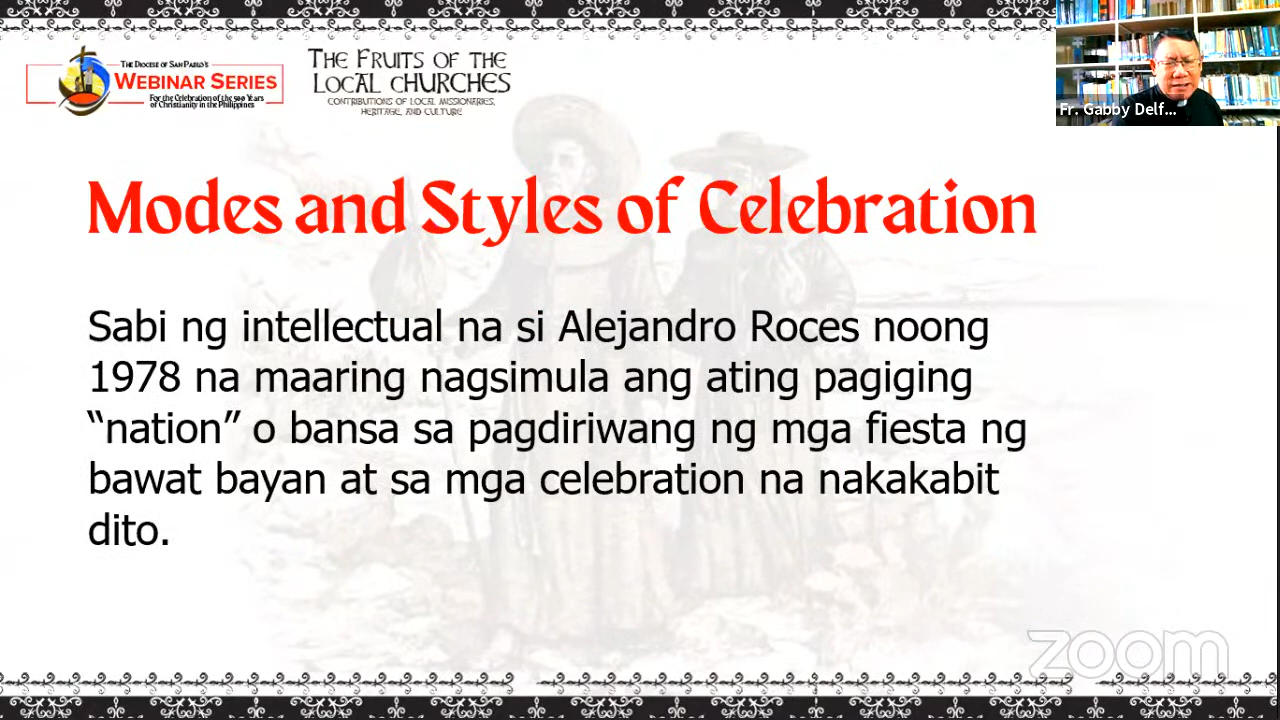 THE DIOCESE OF SAN PABLO'S
WEBINAR SERIES
For the Celebration of the 500 Years
of Christianity in the Philippines
THE FRUITS OF THE
LOCAL CHURCHES
CONTRIBUTIONS OF LOCAL MISSIONARIES,
HERITAGE, AND CULTURE
Fr. Gabby Delf...
Modes and Styles of Celebration
Sabi ng intellectual na si Alejandro Roces noong
1978 na maaring nagsimula ang ating pagiging
“nation” o bansa sa pagdiriwang ng mga fiesta ng
bawat bayan at sa mga celebration na nakakabit
dito.
zoom